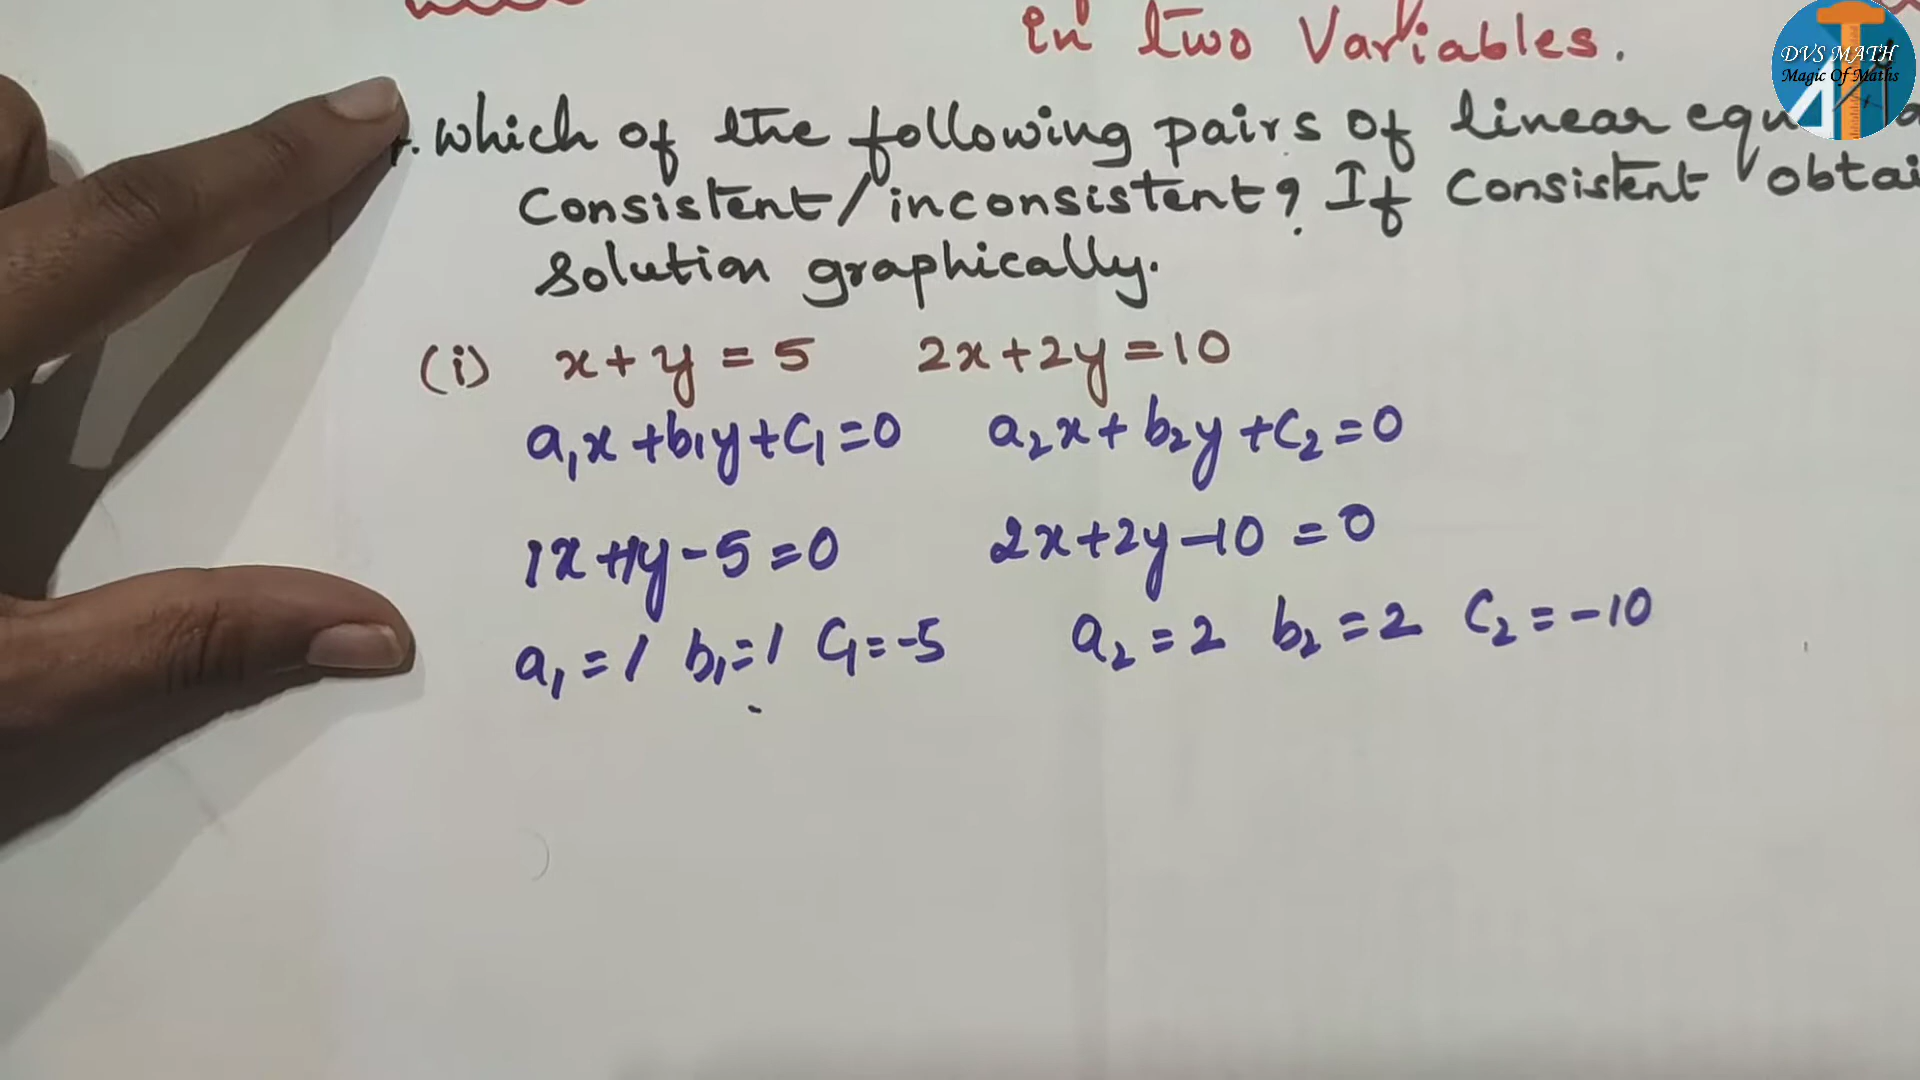 in two Variables.
DVS MATH
Magic Of Maths
which of the following pairs of linear
Consistent/inconsistent? If Consistent
Solution graphically.
(i) x+y=5 2x+2y=10
a₁x+b₁y+c₁=0 a₂x+b₂y+c₂=0
1x+1y-5=0 2x+2y-10=0
a₁=1 b₁=1 C₁=-5 a₂=2 b₂=2 C₂=-10